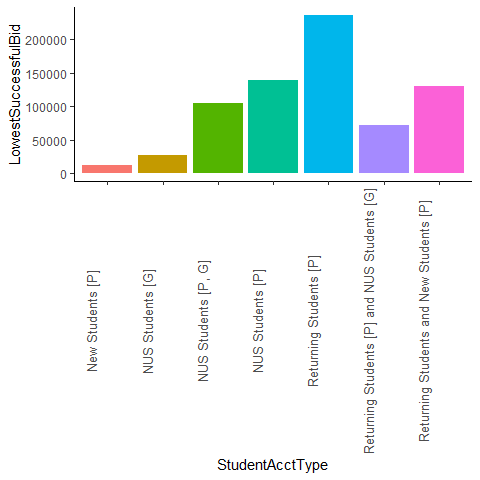 LowestSuccessfulBid
200000
150000
100000
50000
0
New Students [P]
NUS Students [G]
NUS Students [P, G]
NUS Students [P]
Returning Students [P]
Returning Students [P] and NUS Students [G]
Returning Students and New Students [P]
StudentAcctType